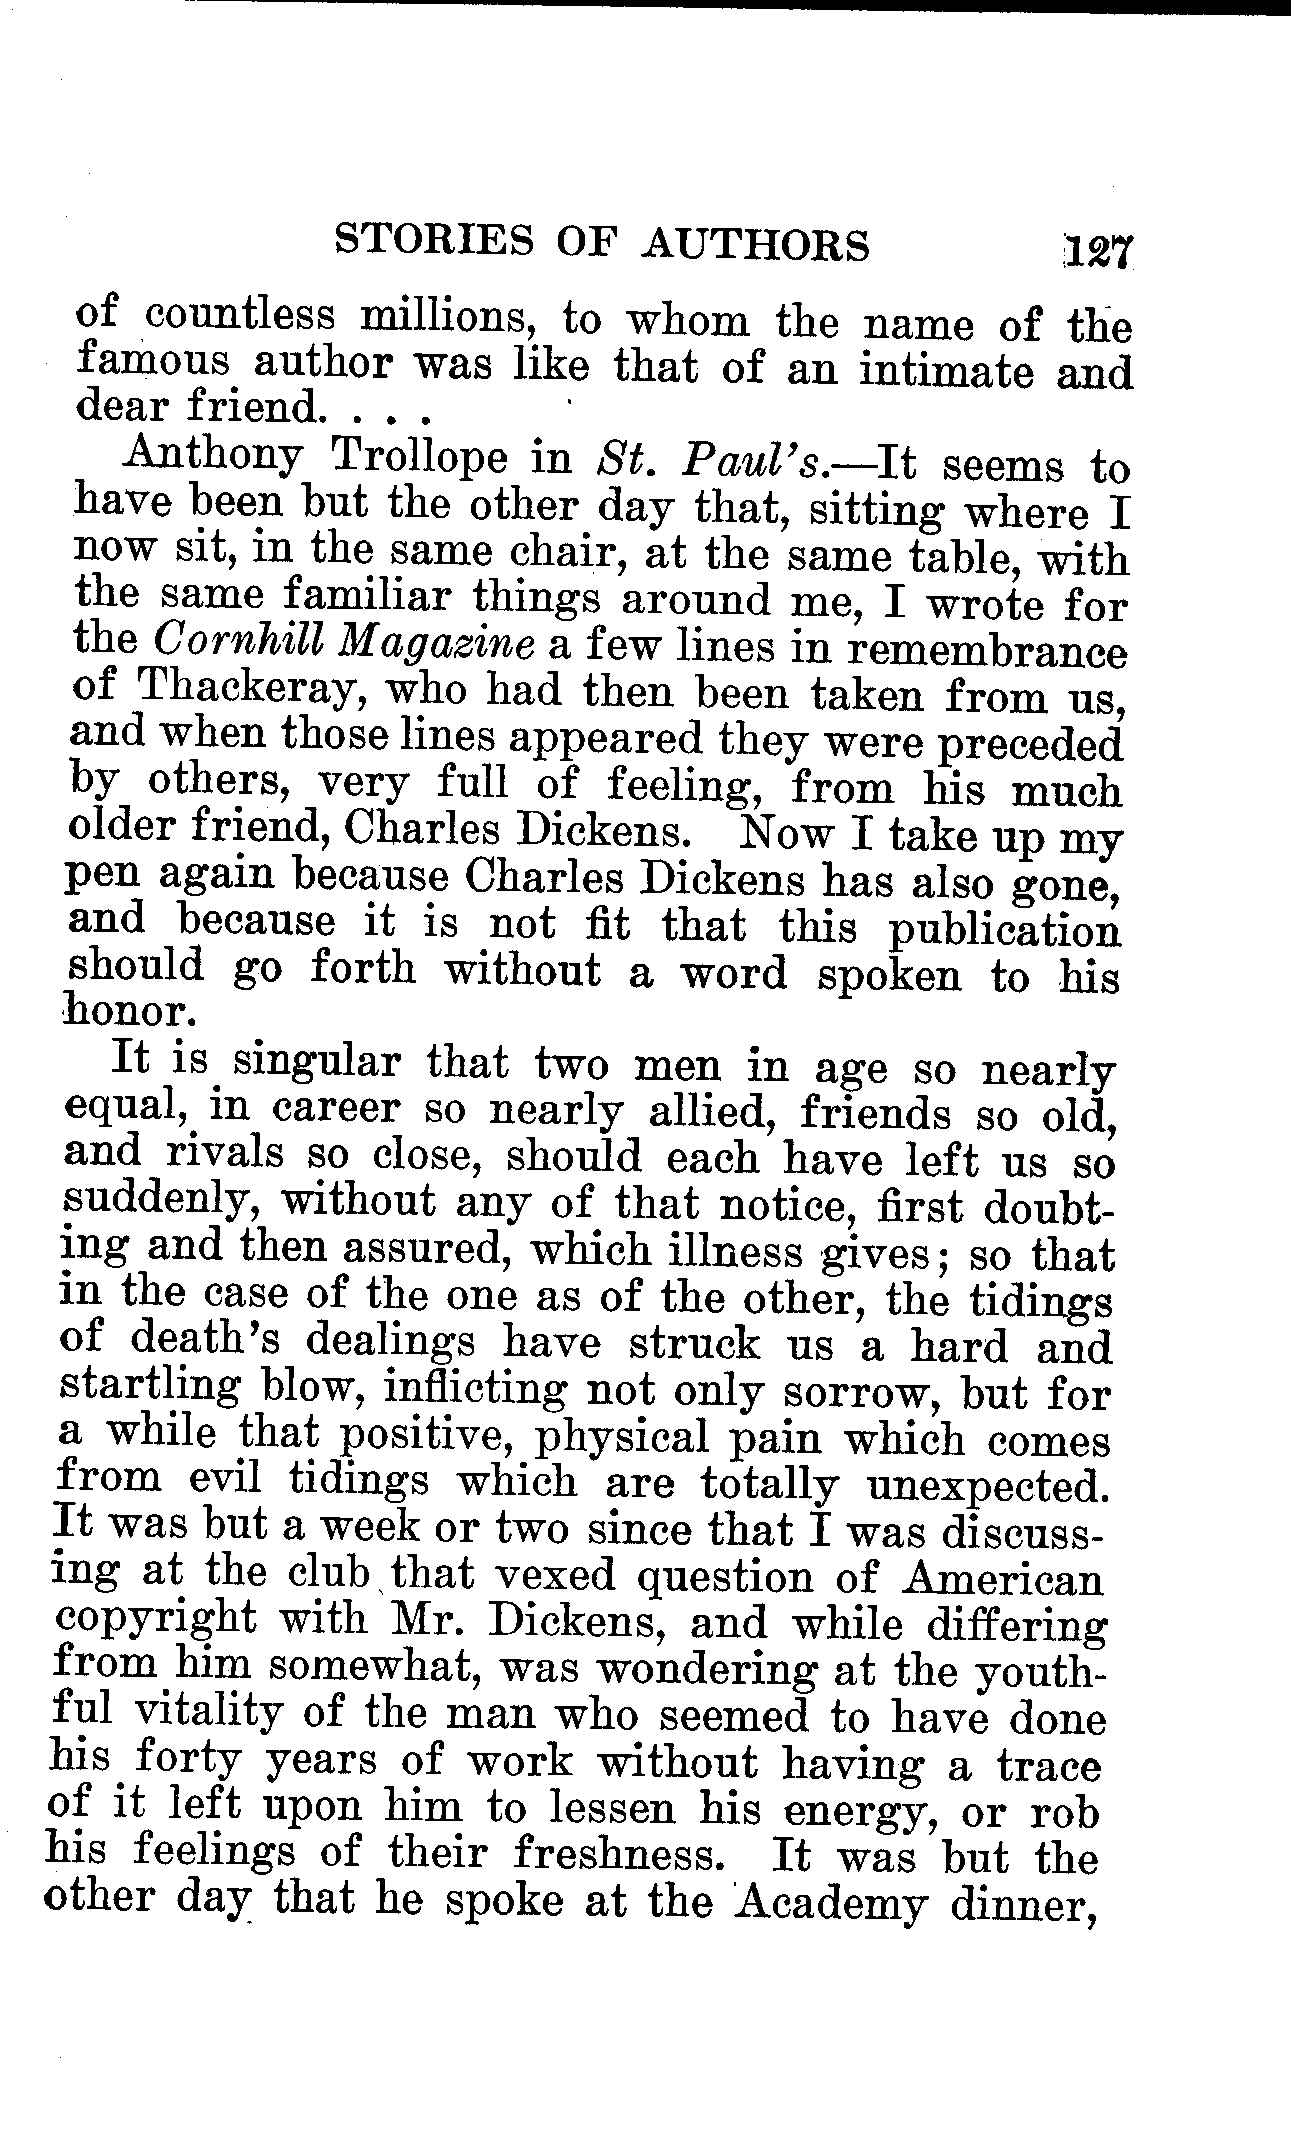 STORIES OF AUTHORS 127
of countless millions, to whom the name of the
famous author was like that of an intimate and
dear friend. . . .
Anthony Trollope in St. Paul's.—It seems to
have been but the other day that, sitting where I
now sit, in the same chair, at the same table, with
the same familiar things around me, I wrote for
the Cornhill Magazine a few lines in remembrance
of Thackeray, who had then been taken from us,
and when those lines appeared they were preceded
by others, very full of feeling, from his much
older friend, Charles Dickens. Now I take up my
pen again because Charles Dickens has also gone,
and because it is not fit that this publication
should go forth without a word spoken to his
honor.
It is singular that two men in age so nearly
equal, in career so nearly allied, friends so old,
and rivals so close, should each have left us so
suddenly, without any of that notice, first doubt-
ing and then assured, which illness gives; so that
in the case of the one as of the other, the tidings
of death's dealings have struck us a hard and
startling blow, inflicting not only sorrow, but for
a while that positive, physical pain which comes
from evil tidings which are totally unexpected.
It was but a week or two since that I was discuss-
ing at the club that vexed question of American
copyright with Mr. Dickens, and while differing
from him somewhat, was wondering at the youth-
ful vitality of the man who seemed to have done
his forty years of work without having a trace
of it left upon him to lessen his energy, or rob
his feelings of their freshness. It was but the
other day that he spoke at the Academy dinner,